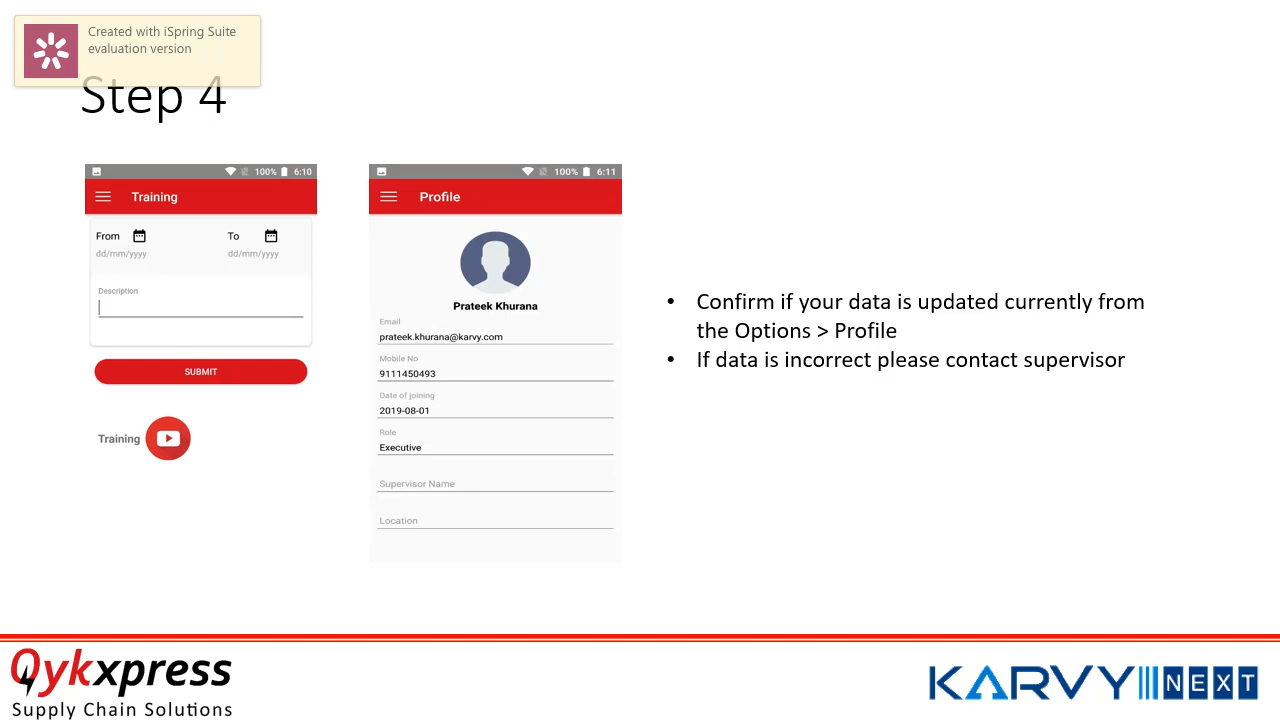 Created with iSpring Suite
evaluation version
Step 4
100% 6:10
Training
From
To
dd/mm/yyyy
dd/mm/yyyy
Description
SUBMIT
Training
100% 6:11
Profile
Prateek Khurana
Email
prateek.khurana@karvy.com
Mobile No
9111450493
Date of joining
2019-08-01
Role
Executive
Supervisor Name
Location
• Confirm if your data is updated currently from
the Options > Profile
• If data is incorrect please contact supervisor
Qykxpress
Supply Chain Solutions
KARVY NEXT